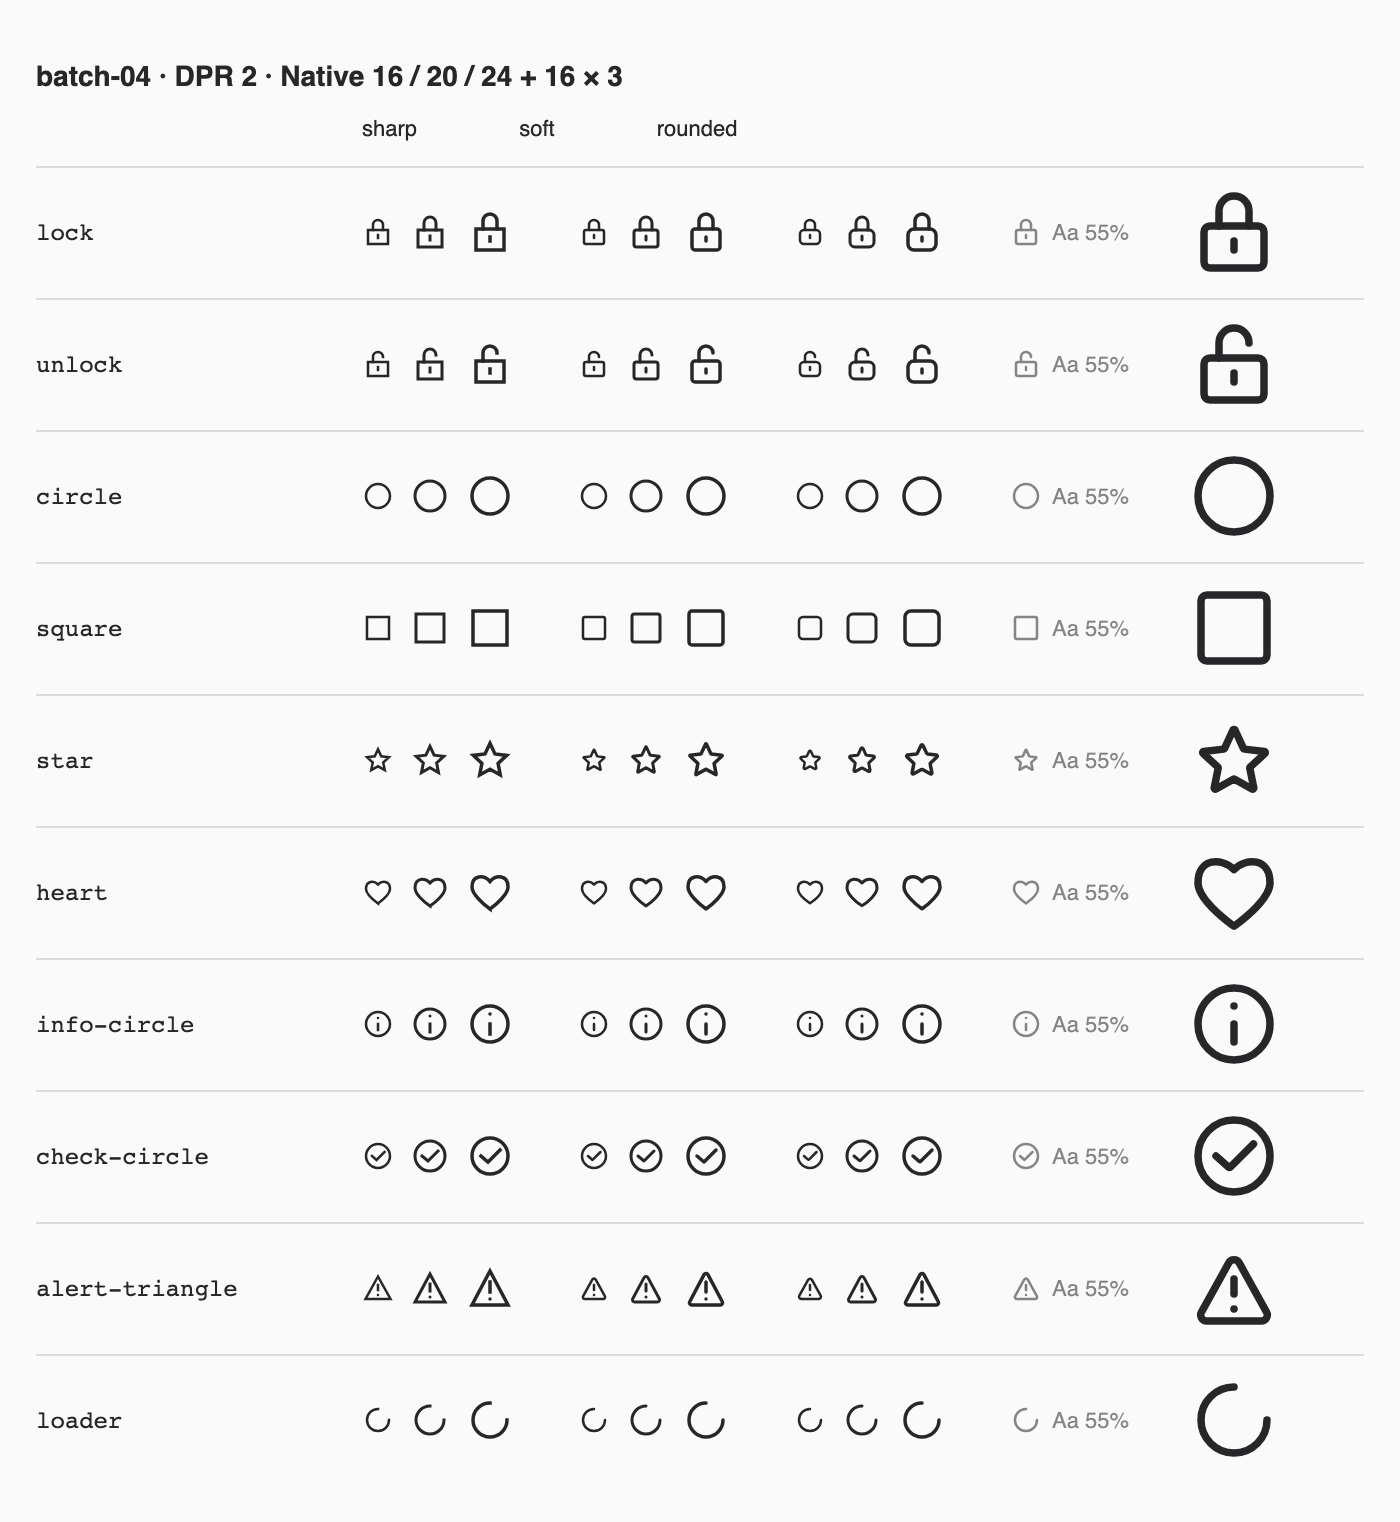 batch-04 · DPR 2 · Native 16 / 20 / 24 + 16 × 3
sharp soft rounded
lock Aa 55%
unlock Aa 55%
circle Aa 55%
square Aa 55%
star Aa 55%
heart Aa 55%
info-circle Aa 55%
check-circle Aa 55%
alert-triangle Aa 55%
loader Aa 55%